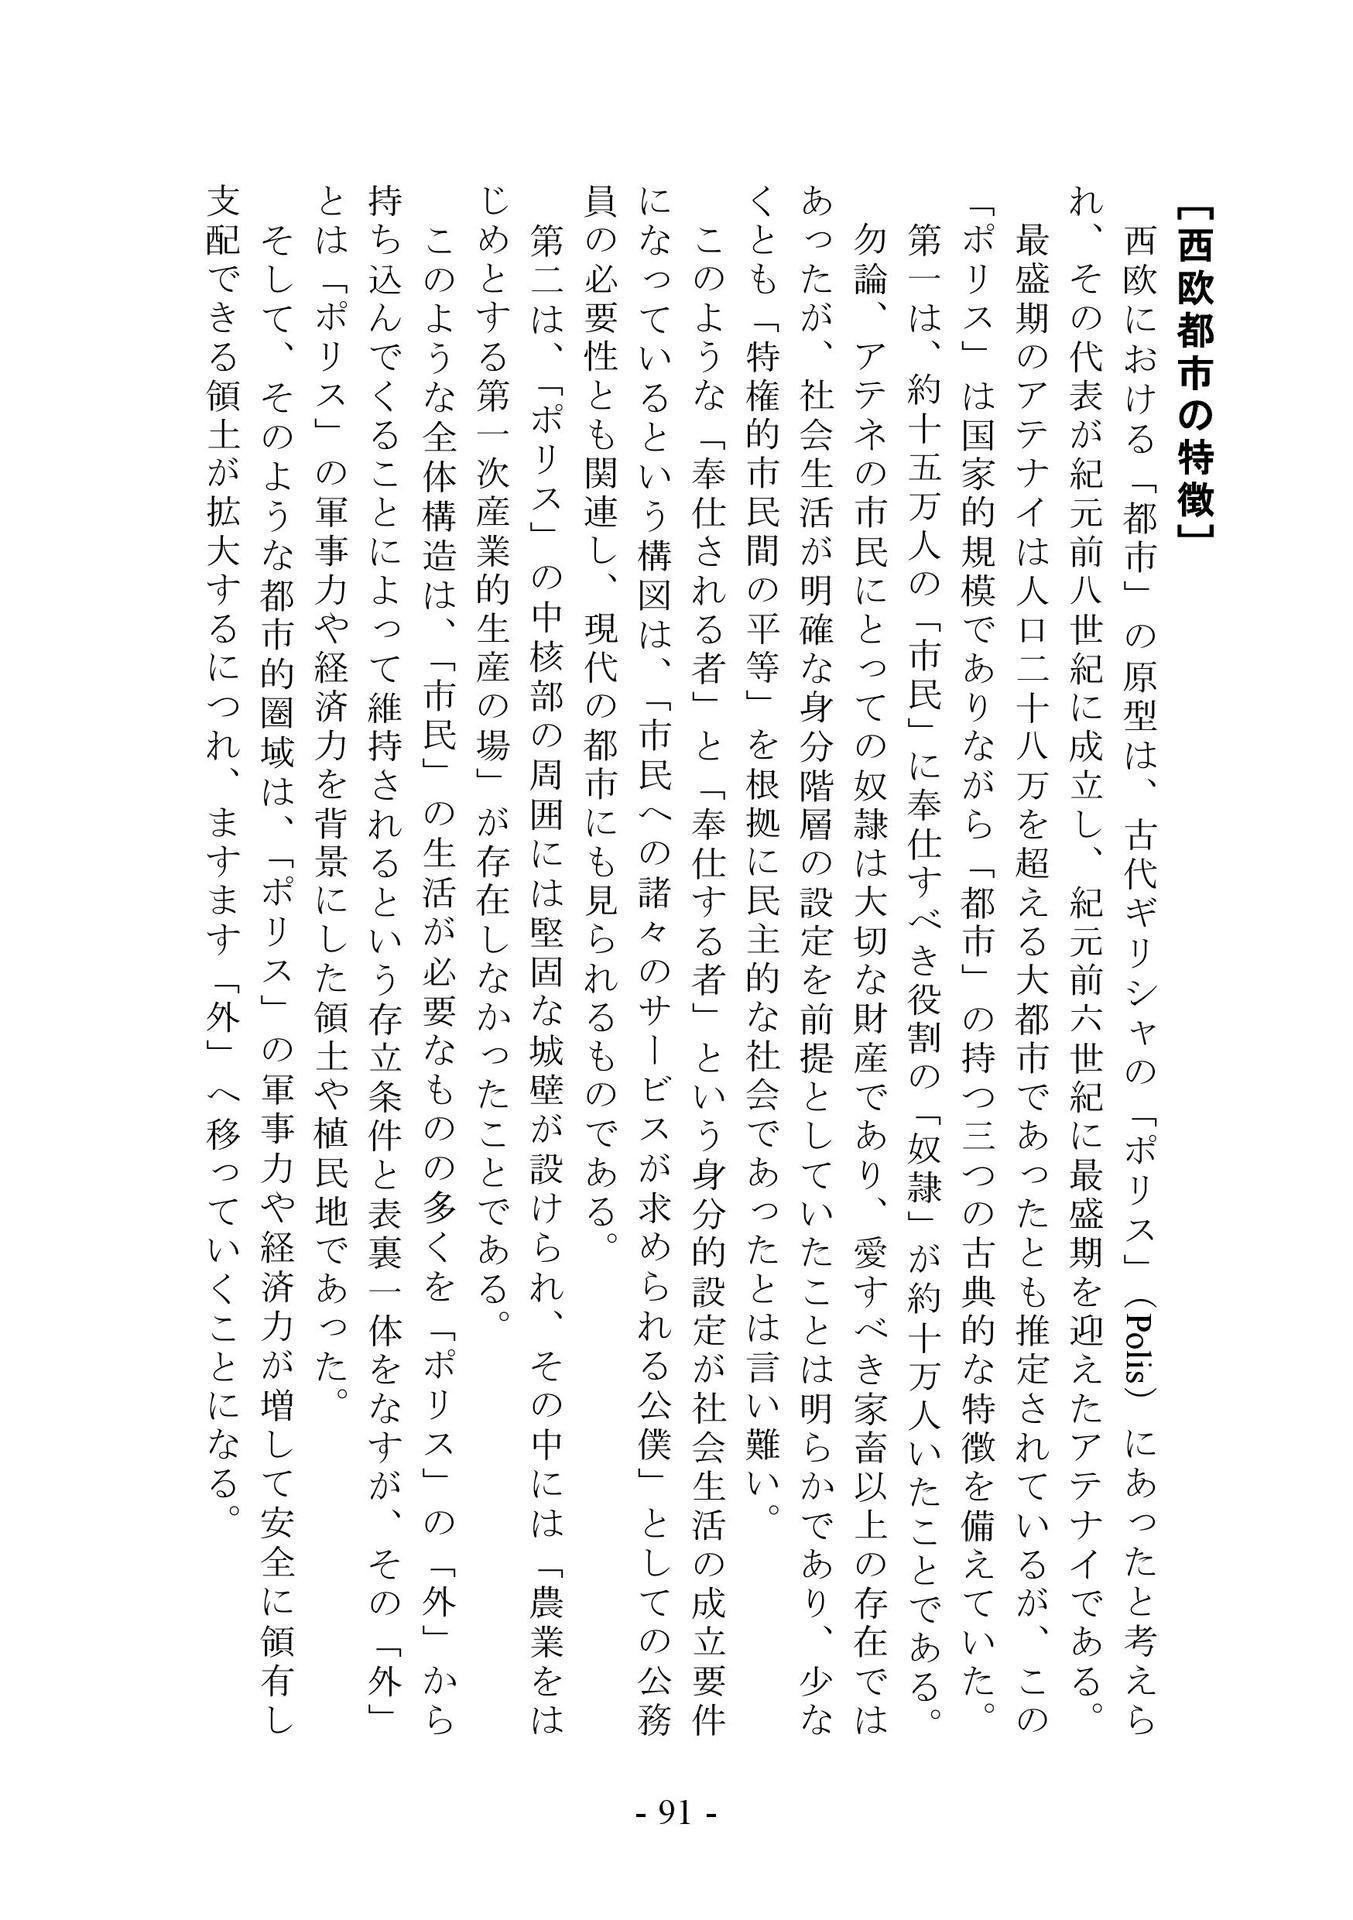 ［西欧都市の特徴］
西欧における「都市」の原型は、古代ギリシャの「ポリス」（Polis）にあったと考えら
れ、その代表が紀元前八世紀に成立し、紀元前六世紀に最盛期を迎えたアテナイである。
最盛期のアテナイは人口二十八万を超える大都市であったとも推定されているが、この
「ポリス」は国家的規模でありながら「都市」の持つ三つの古典的な特徴を備えていた。
第一は、約十五万人の「市民」に奉仕すべき役割の「奴隷」が約十万人いたことである。
勿論、アテネの市民にとっての奴隷は大切な財産であり、愛すべき家畜以上の存在では
あったが、社会生活が明確な身分階層の設定を前提としていたことは明らかであり、少な
くとも「特権的市民間の平等」を根拠に民主的な社会であったとは言い難い。
このような「奉仕される者」と「奉仕する者」という身分的設定が社会生活の成立要件
になっているという構図は、「市民への諸々のサービスが求められる公僕」としての公務
員の必要性とも関連し、現代の都市にも見られるものである。
第二は、「ポリス」の中核部の周囲には堅固な城壁が設けられ、その中には「農業をは
じめとする第一次産業的生産の場」が存在しなかったことである。
このような全体構造は、「市民」の生活が必要なものの多くを「ポリス」の「外」から
持ち込んでくることによって維持されるという存立条件と表裏一体をなすが、その「外」
とは「ポリス」の軍事力や経済力を背景にした領土や植民地であった。
そして、そのような都市的圏域は、「ポリス」の軍事力や経済力が増して安全に領有し
支配できる領土が拡大するにつれ、ますます「外」へ移っていくことになる。
- 91 -